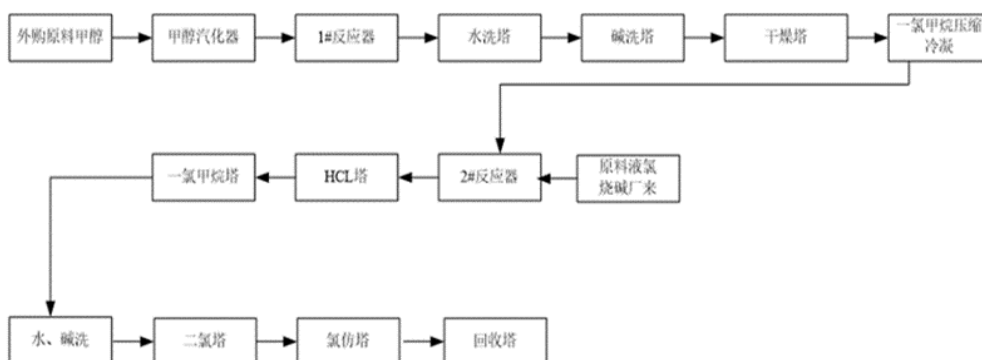 外购原料甲醇
甲醇汽化器
1#反应器
水洗塔
碱洗塔
干燥塔
一氯甲烷压缩
冷凝
一氯甲烷塔
HCL塔
2#反应器
原料液氯
烧碱厂来
水、碱洗
二氯塔
氯仿塔
回收塔